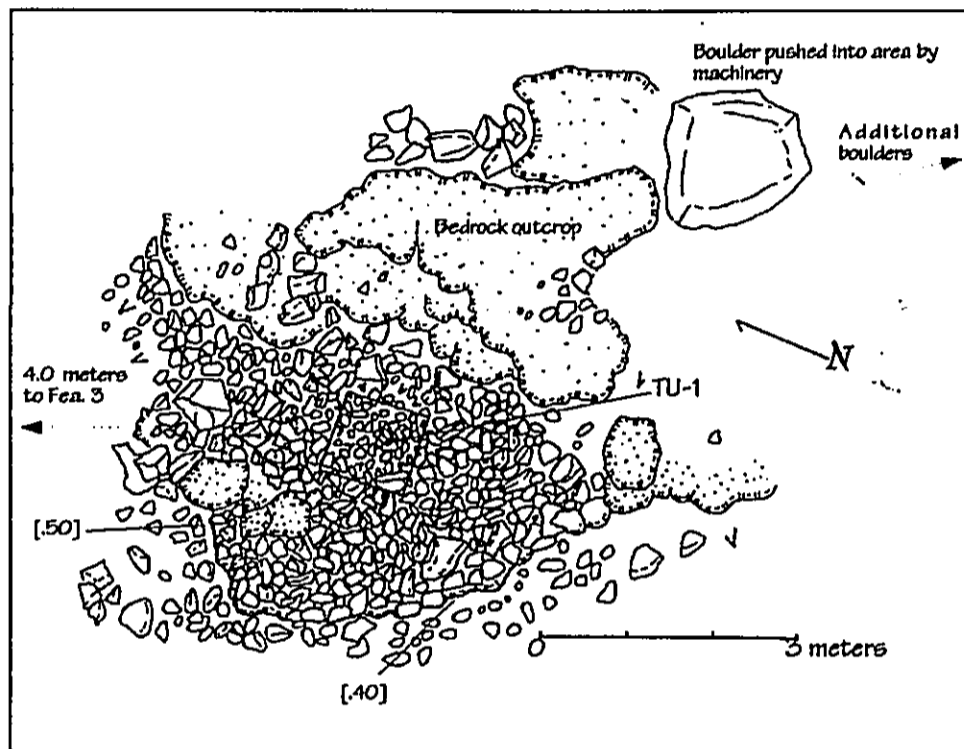 Boulder pushed into area by
machinery
Additional
boulders
Bedrock outcrop
N
4.0 meters
to Fea. 3
TU-1
[.50]
0
3 meters
[.40]